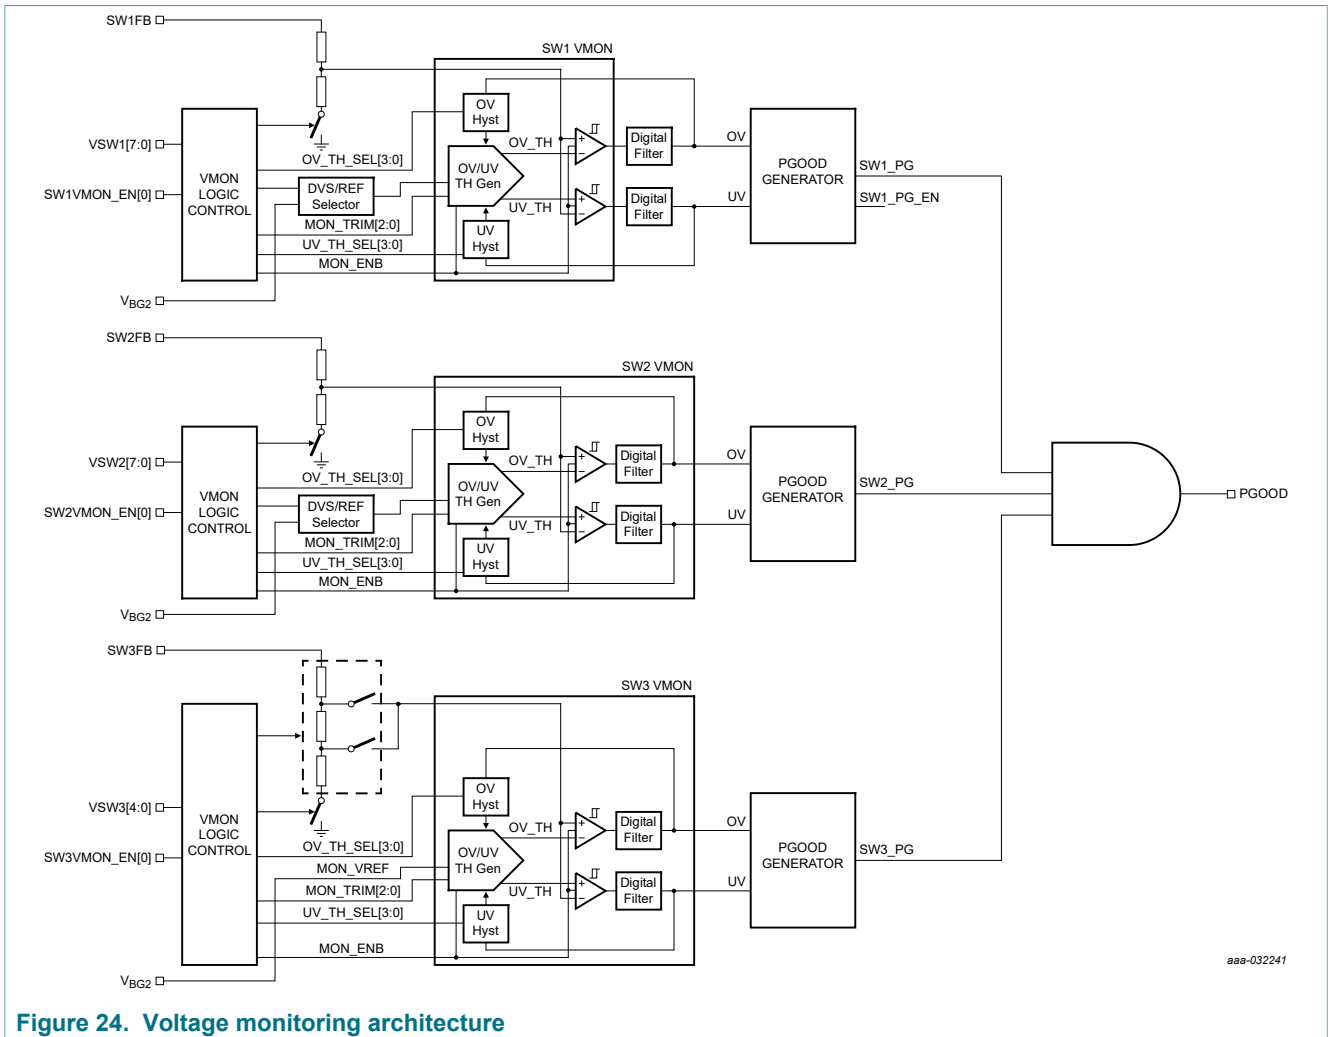 SW1FB
SW1 VMON
VSW1[7:0]
SW1VMON_EN[0]
VMON
LOGIC
CONTROL
OV_TH_SEL[3:0]
DVS/REF
Selector
MON_TRIM[2:0]
UV_TH_SEL[3:0]
MON_ENB
VBG2
OV
Hyst
OV/UV
TH Gen
UV
Hyst
OV_TH
UV_TH
+
−
+
−
Digital
Filter
Digital
Filter
OV
UV
PGOOD
GENERATOR
SW1_PG
SW1_PG_EN
SW2FB
SW2 VMON
VSW2[7:0]
SW2VMON_EN[0]
VMON
LOGIC
CONTROL
OV_TH_SEL[3:0]
DVS/REF
Selector
MON_TRIM[2:0]
UV_TH_SEL[3:0]
MON_ENB
VBG2
OV
Hyst
OV/UV
TH Gen
UV
Hyst
OV_TH
UV_TH
+
−
+
−
Digital
Filter
Digital
Filter
OV
UV
PGOOD
GENERATOR
SW2_PG
PGOOD
SW3FB
SW3 VMON
VSW3[4:0]
SW3VMON_EN[0]
VMON
LOGIC
CONTROL
OV_TH_SEL[3:0]
MON_VREF
MON_TRIM[2:0]
UV_TH_SEL[3:0]
MON_ENB
VBG2
OV
Hyst
OV/UV
TH Gen
UV
Hyst
OV_TH
UV_TH
+
−
+
−
Digital
Filter
Digital
Filter
OV
UV
PGOOD
GENERATOR
SW3_PG
aaa-032241
Figure 24. Voltage monitoring architecture